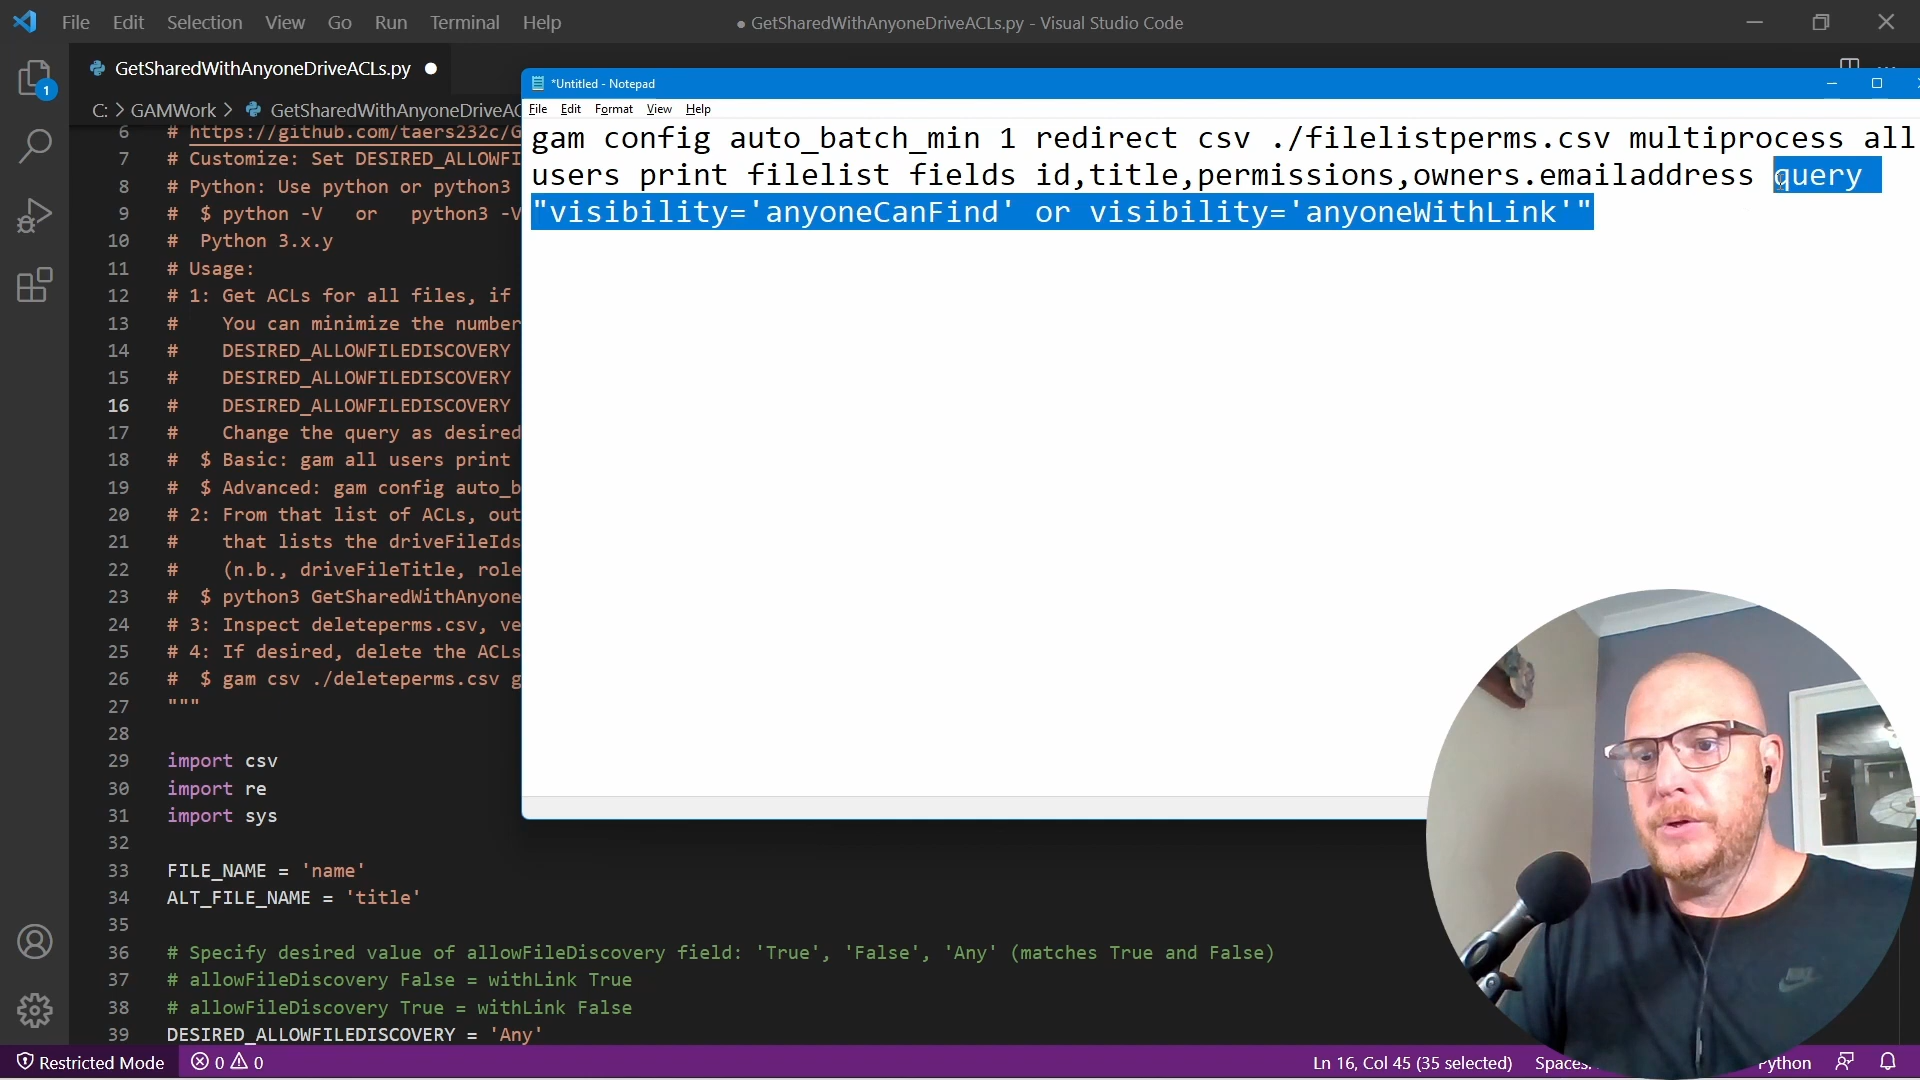 File Edit Selection View Go Run Terminal Help
● GetSharedWithAnyoneDriveACLs.py - Visual Studio Code
GetSharedWithAnyoneDriveACLs.py ●
1
C: > GAMWork > GetSharedWithAnyoneDriveAC
6 # https://github.com/taers232c/G
7 # Customize: Set DESIRED_ALLOWFI
8 # Python: Use python or python3
9 # $ python -V or python3 -V
10 # Python 3.x.y
11 # Usage:
12 # 1: Get ACLs for all files, if
13 # You can minimize the number
14 # DESIRED_ALLOWFILEDISCOVERY
15 # DESIRED_ALLOWFILEDISCOVERY
16 # DESIRED_ALLOWFILEDISCOVERY
17 # Change the query as desired
18 # $ Basic: gam all users print
19 # $ Advanced: gam config auto_b
20 # 2: From that list of ACLs, out
21 # that lists the driveFileIds
22 # (n.b., driveFileTitle, role
23 # $ python3 GetSharedWithAnyone
24 # 3: Inspect deleteperms.csv, ve
25 # 4: If desired, delete the ACLs
26 # $ gam csv ./deleteperms.csv g
27 """
28
29 import csv
30 import re
31 import sys
32
33 FILE_NAME = 'name'
34 ALT_FILE_NAME = 'title'
35
36 # Specify desired value of allowFileDiscovery field: 'True', 'False', 'Any' (matches True and False)
37 # allowFileDiscovery False = withLink True
38 # allowFileDiscovery True = withLink False
39 DESIRED_ALLOWFILEDISCOVERY = 'Any'
*Untitled - Notepad
File Edit Format View Help
gam config auto_batch_min 1 redirect csv ./filelistperms.csv multiprocess all
users print filelist fields id,title,permissions,owners.emailaddress query
"visibility='anyoneCanFind' or visibility='anyoneWithLink'"
Restricted Mode 0 0
Ln 16, Col 45 (35 selected) Spaces: Python